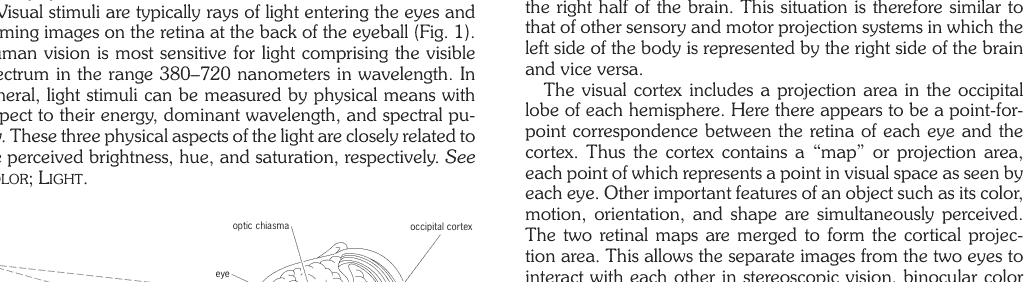 Visual stimuli are typically rays of light entering the eyes and
ming images on the retina at the back of the eyeball (Fig. 1).
uman vision is most sensitive for light comprising the visible
ectrum in the range 380–720 nanometers in wavelength. In
neral, light stimuli can be measured by physical means with
spect to their energy, dominant wavelength, and spectral pu-
. These three physical aspects of the light are closely related to
perceived brightness, hue, and saturation, respectively. See
OLOR; LIGHT.
optic chiasma
occipital cortex
eye
the right half of the brain. This situation is therefore similar to
that of other sensory and motor projection systems in which the
left side of the body is represented by the right side of the brain
and vice versa.
The visual cortex includes a projection area in the occipital
lobe of each hemisphere. Here there appears to be a point-for-
point correspondence between the retina of each eye and the
cortex. Thus the cortex contains a “map” or projection area,
each point of which represents a point in visual space as seen by
each eye. Other important features of an object such as its color,
motion, orientation, and shape are simultaneously perceived.
The two retinal maps are merged to form the cortical projec-
tion area. This allows the separate images from the two eyes to
interact with each other in stereoscopic vision, binocular color